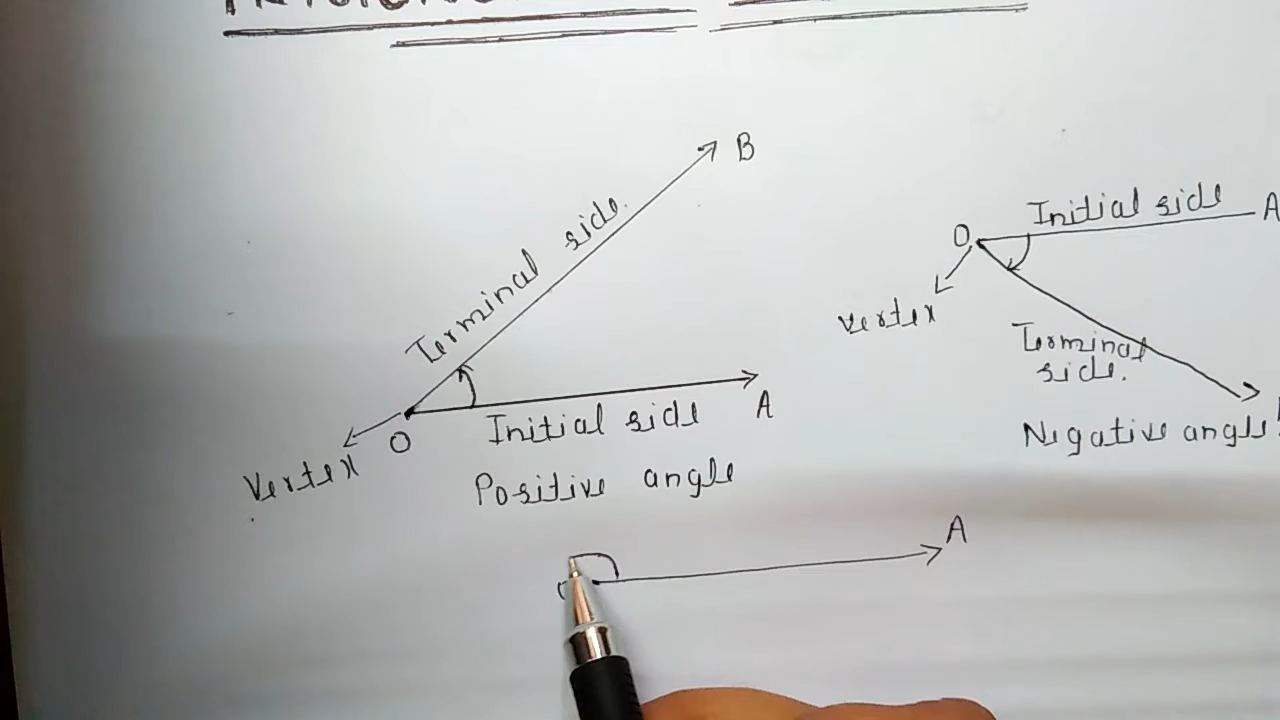 B
Terminal side.
A
Initial side
O
Vertex
Positive angle
Initial side
A
O
Vertex
Terminal
side.
Negative angle
A